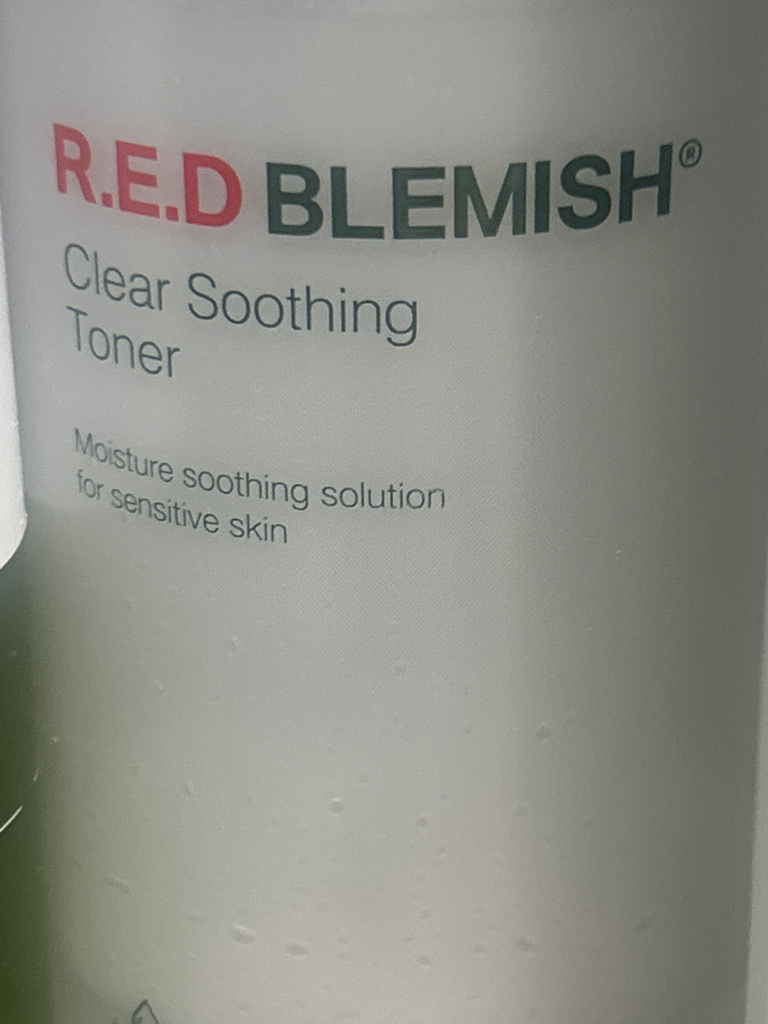 R.E.D BLEMISH®
Clear Soothing
Toner
Moisture soothing solution
for sensitive skin